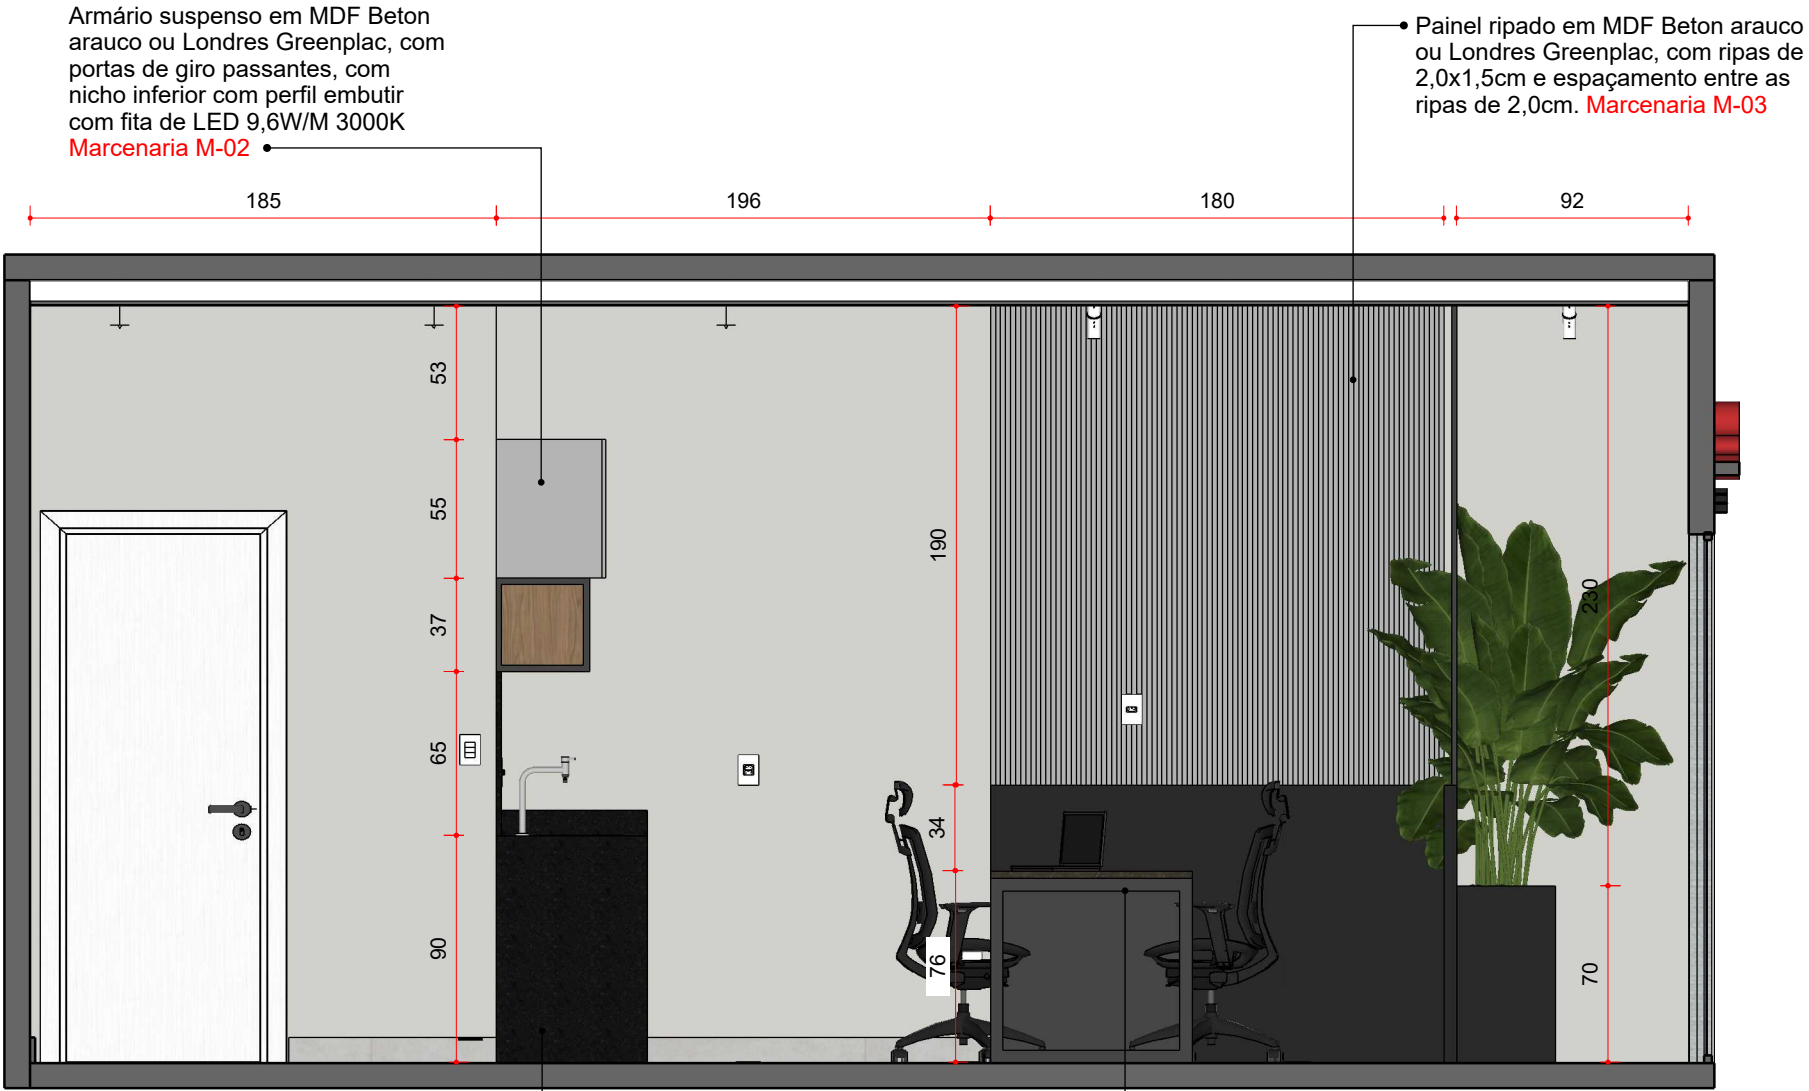 Armário suspenso em MDF Beton
arauco ou Londres Greenplac, com
portas de giro passantes, com
nicho inferior com perfil embutir
com fita de LED 9,6W/M 3000K
Marcenaria M-02
Painel ripado em MDF Beton arauco
ou Londres Greenplac, com ripas de
2,0x1,5cm e espaçamento entre as
ripas de 2,0cm. Marcenaria M-03
185
196
180
92
53
55
37
65
90
190
34
76
230
70